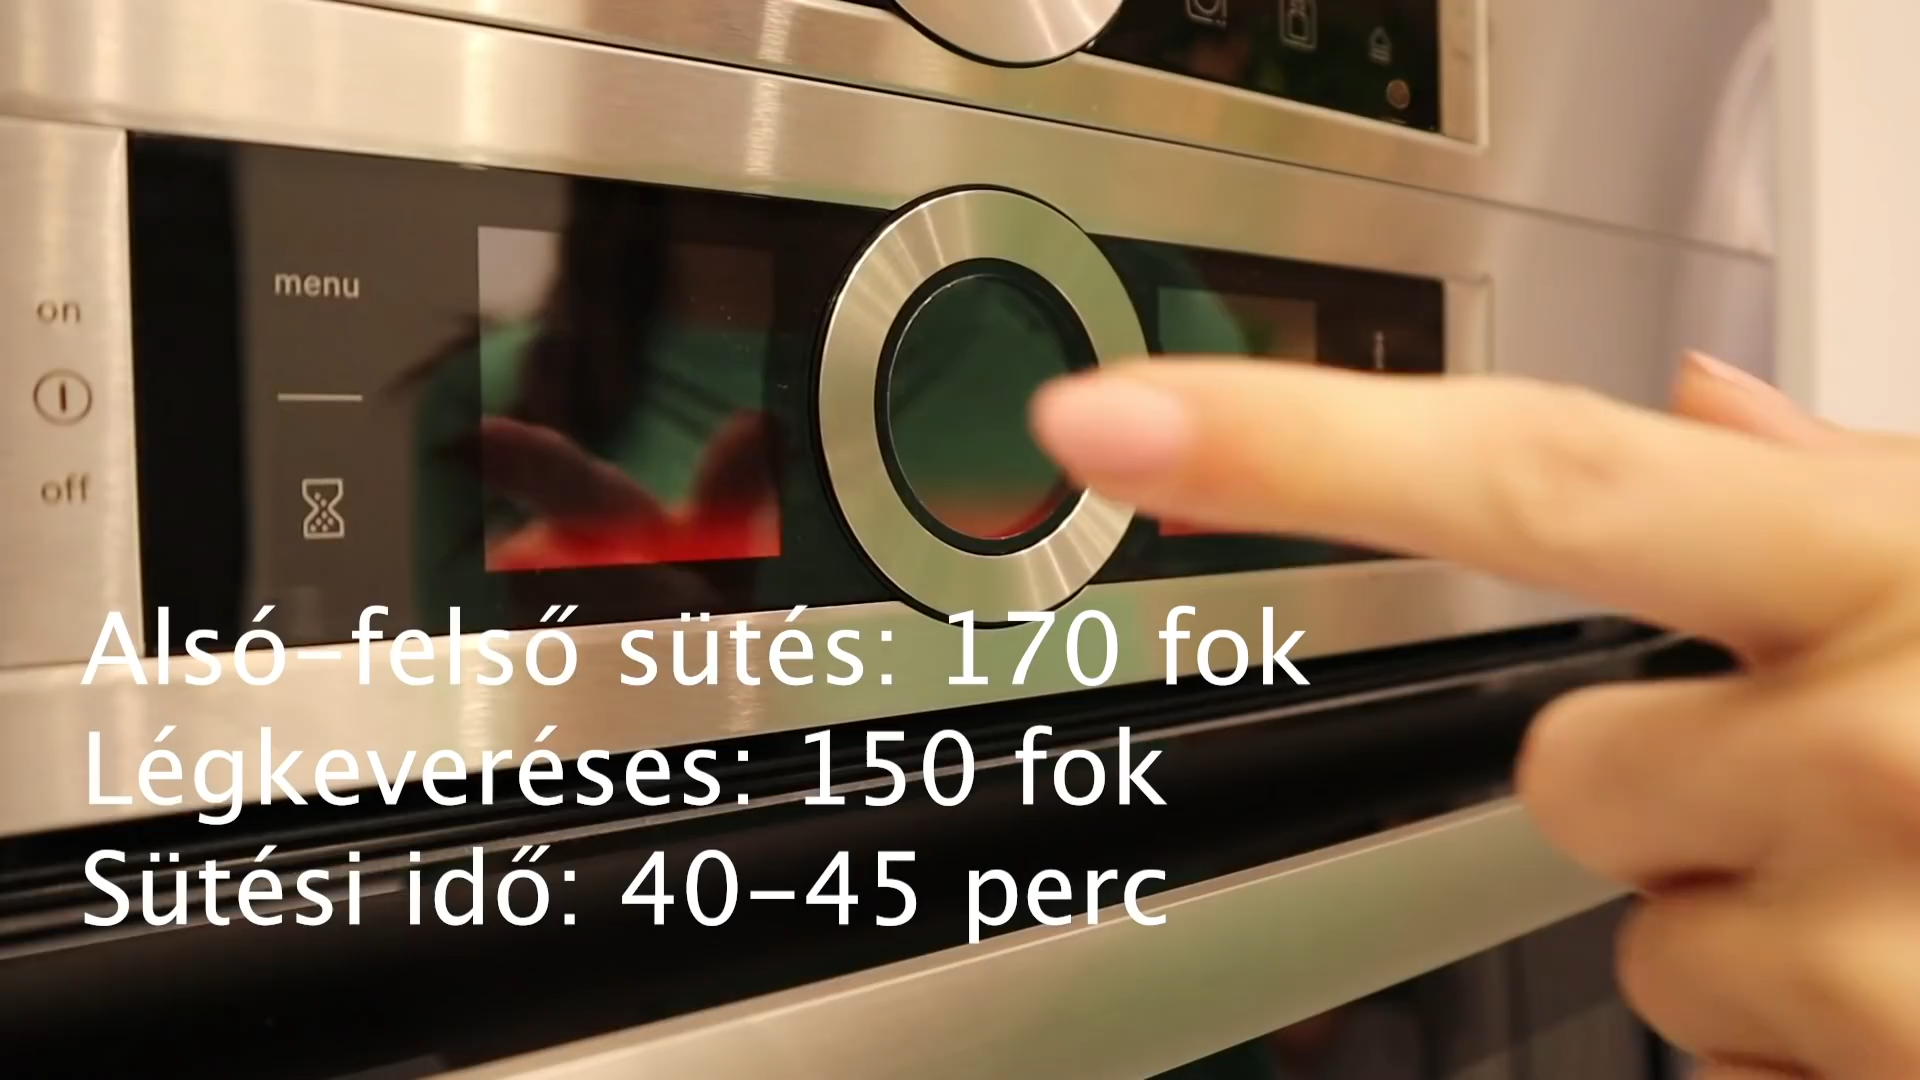 on
off
menu
Alsó-felső sütés: 170 fok
Légkeveréses: 150 fok
Sütési idő: 40-45 perc